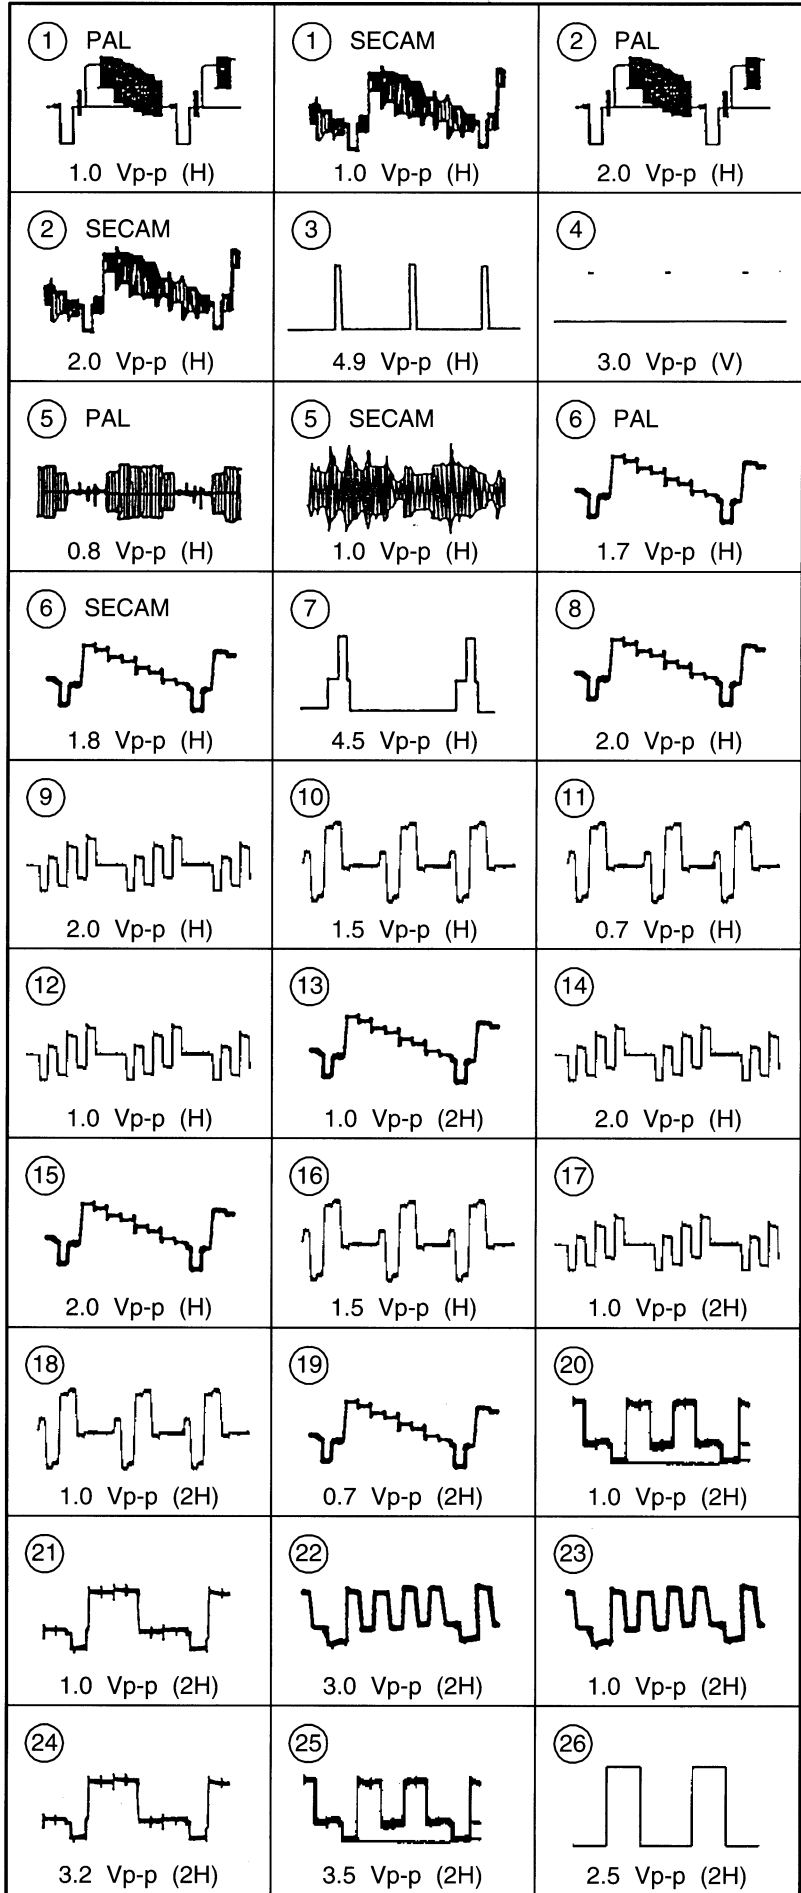 1 PAL
1.0 Vp-p (H)
1 SECAM
1.0 Vp-p (H)
2 PAL
2.0 Vp-p (H)
2 SECAM
2.0 Vp-p (H)
3
4.9 Vp-p (H)
4
3.0 Vp-p (V)
5 PAL
0.8 Vp-p (H)
5 SECAM
1.0 Vp-p (H)
6 PAL
1.7 Vp-p (H)
6 SECAM
1.8 Vp-p (H)
7
4.5 Vp-p (H)
8
2.0 Vp-p (H)
9
2.0 Vp-p (H)
10
1.5 Vp-p (H)
11
0.7 Vp-p (H)
12
1.0 Vp-p (H)
13
1.0 Vp-p (2H)
14
2.0 Vp-p (H)
15
2.0 Vp-p (H)
16
1.5 Vp-p (H)
17
1.0 Vp-p (2H)
18
1.0 Vp-p (2H)
19
0.7 Vp-p (2H)
20
1.0 Vp-p (2H)
21
1.0 Vp-p (2H)
22
3.0 Vp-p (2H)
23
1.0 Vp-p (2H)
24
3.2 Vp-p (2H)
25
3.5 Vp-p (2H)
26
2.5 Vp-p (2H)